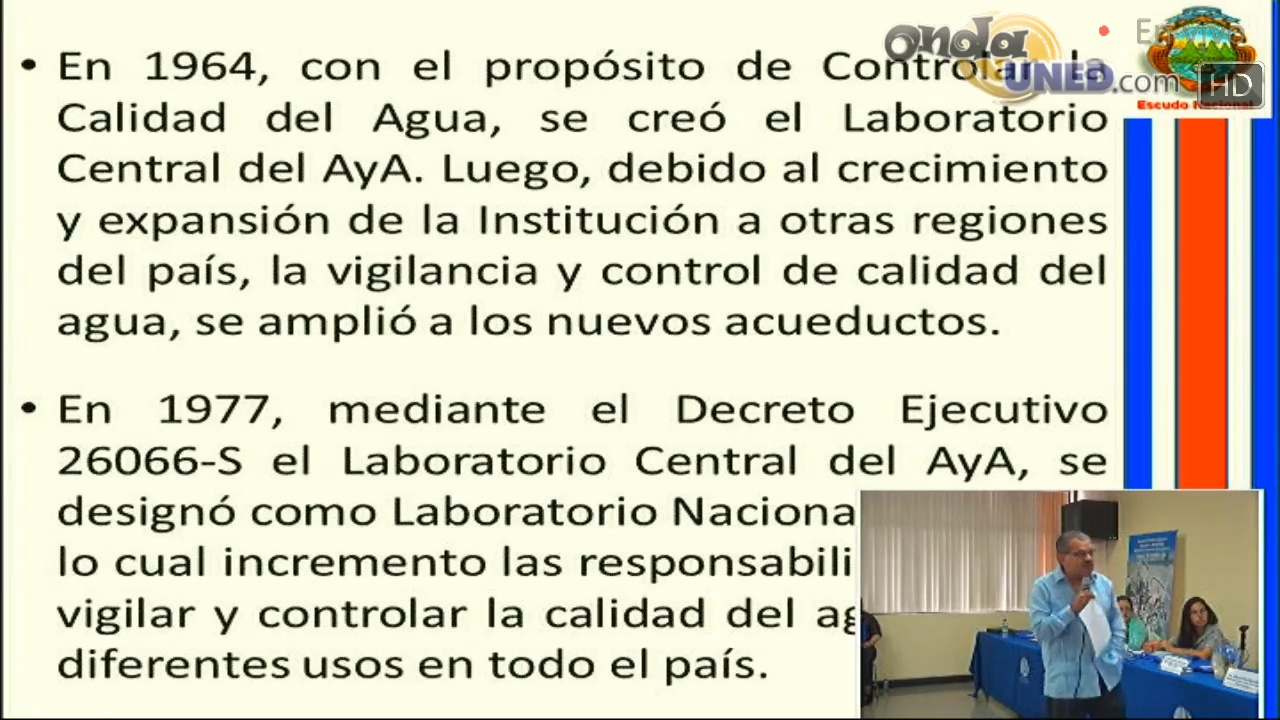 onda
UNED.com
En vivo
HD
Escudo Nacional
• En 1964, con el propósito de Controlar la
Calidad del Agua, se creó el Laboratorio
Central del AyA. Luego, debido al crecimiento
y expansión de la Institución a otras regiones
del país, la vigilancia y control de calidad del
agua, se amplió a los nuevos acueductos.
• En 1977, mediante el Decreto Ejecutivo
26066-S el Laboratorio Central del AyA, se
designó como Laboratorio Naciona
lo cual incremento las responsabili
vigilar y controlar la calidad del ag
diferentes usos en todo el país.